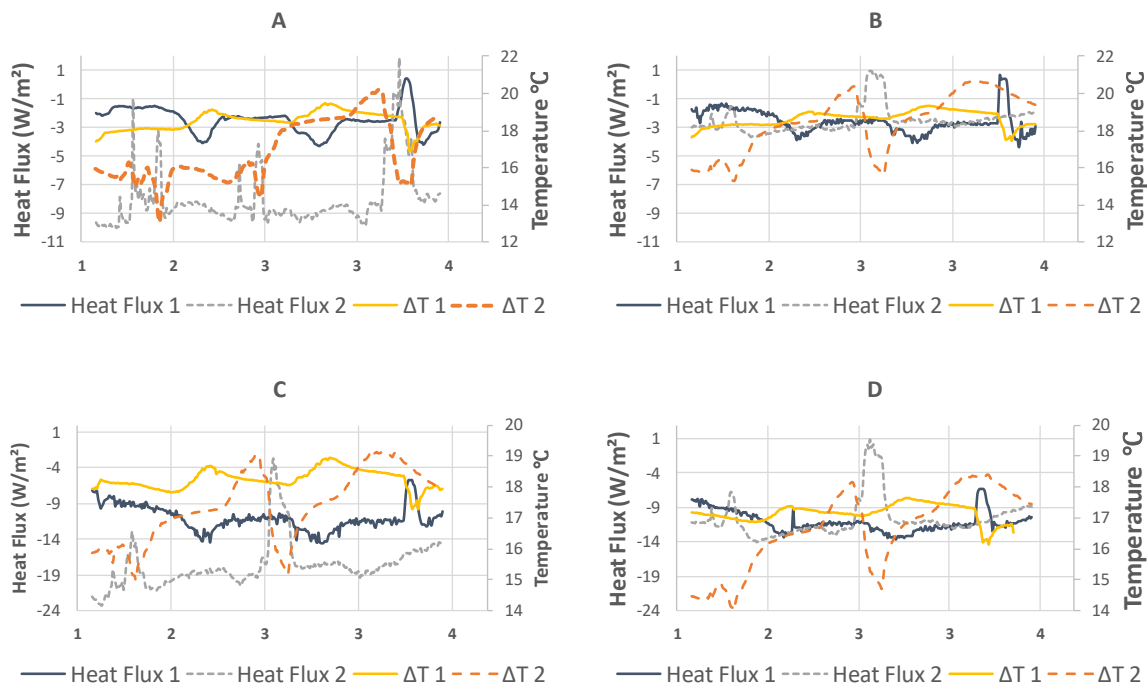 A
Heat Flux (W/m²)
1
-1
-3
-5
-7
-9
-11
22
20
18
16
14
12
Temperature °C
1 2 3 3 4
Heat Flux 1 Heat Flux 2 ΔT 1 ΔT 2
B
Heat Flux (W/m²)
1
-1
-3
-5
-7
-9
-11
22
20
18
16
14
12
Temperature °C
1 2 3 3 4
Heat Flux 1 Heat Flux 2 ΔT 1 ΔT 2
C
Heat Flux (W/m²)
1
-4
-9
-14
-19
-24
20
19
18
17
16
15
14
Temperature °C
1 2 3 3 4
Heat Flux 1 Heat Flux 2 ΔT 1 ΔT 2
D
Heat Flux (W/m²)
1
-4
-9
-14
-19
-24
20
19
18
17
16
15
14
Temperature °C
1 2 3 3 4
Heat Flux 1 Heat Flux 2 ΔT 1 ΔT 2